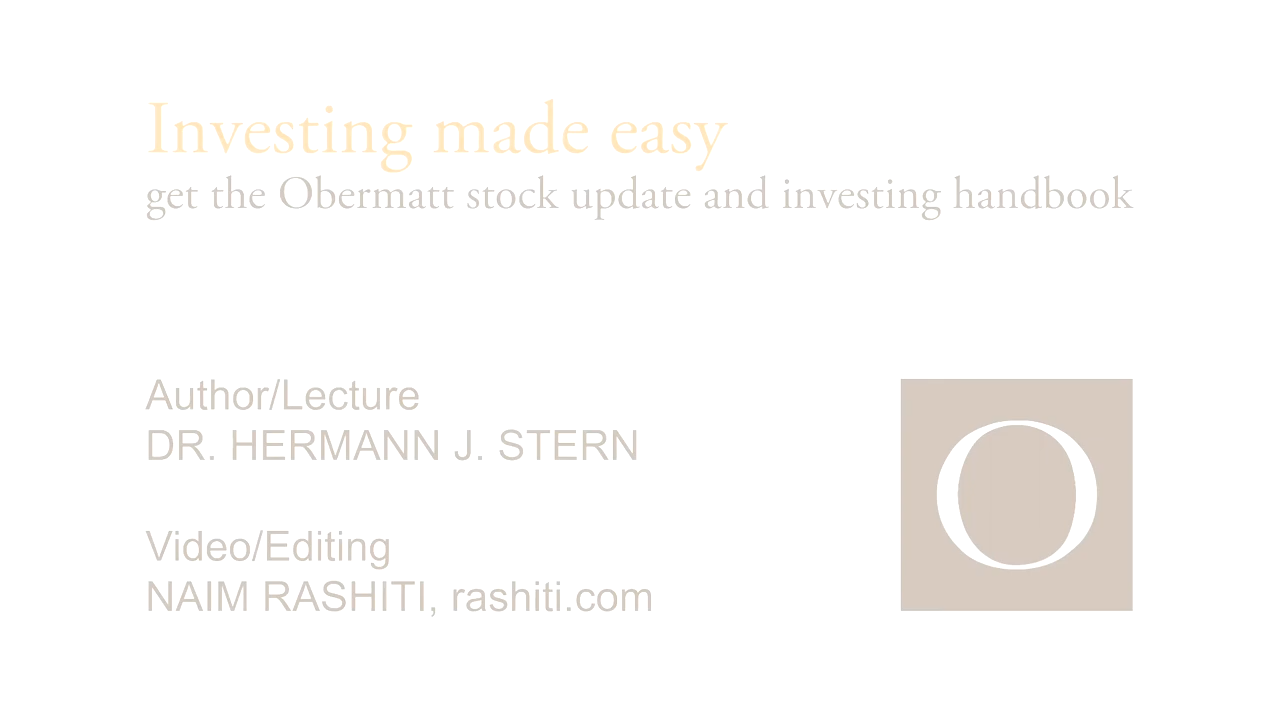 Investing made easy
get the Obermatt stock update and investing handbook
Author/Lecture
DR. HERMANN J. STERN
O
Video/Editing
NAIM RASHITI, rashiti.com